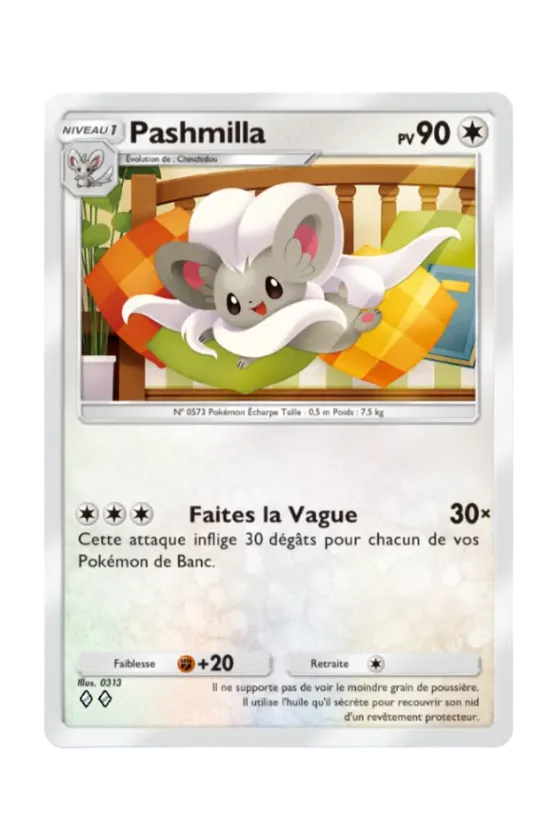 NIVEAU 1
Pashmilla
PV 90
Évolution de : Chinchidou
N° 0573 Pokémon Écharpe Taille : 0,5 m Poids : 7.5 kg
Faites la Vague 30×
Cette attaque inflige 30 dégâts pour chacun de vos
Pokémon de Banc.
Faiblesse +20
Retraite
Illus. 0313
Il ne supporte pas de voir le moindre grain de poussière.
Il utilise l'huile qu'il sécrète pour recouvrir son nid
d'un revêtement protecteur.